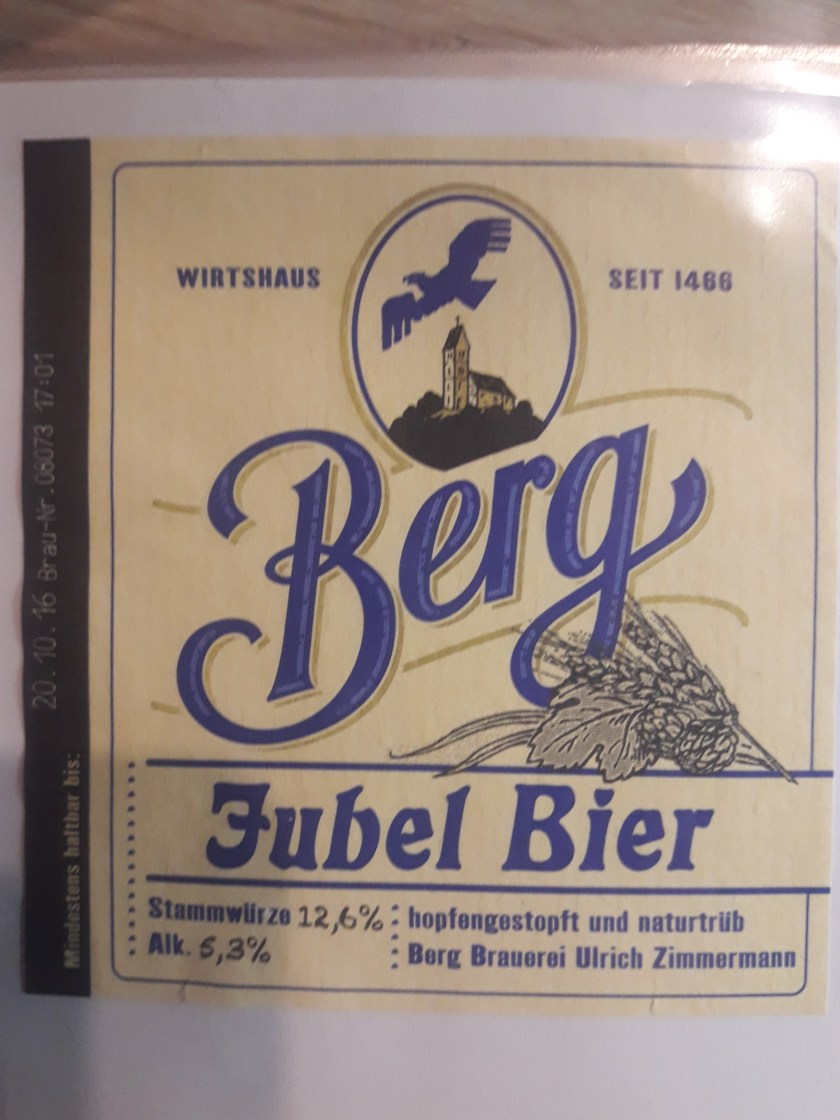 WIRTSHAUS
SEIT 1466
Berg
Jubel Bier
Stammwürze 12,6%
Alk. 5,3%
hopfengestopft und naturtrüb
Berg Brauerei Ulrich Zimmermann
Mindestens haltbar bis:
20.10.16 Brau-Nr.06073 17:01